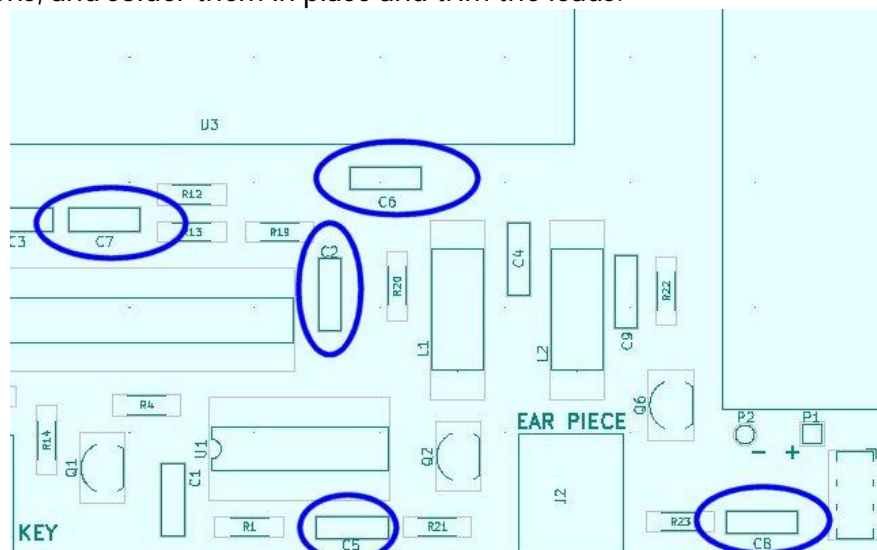 and solder them in place and trim the leads.
U3
R12
C6
C3
C7
R13
R19
C2
C4
R20
R22
L1
L2
C9
R4
Q6
EAR PIECE
P2
P1
- +
R14
Q1
U1
Q2
C1
J2
KEY
R1
C5
R21
R23
C8